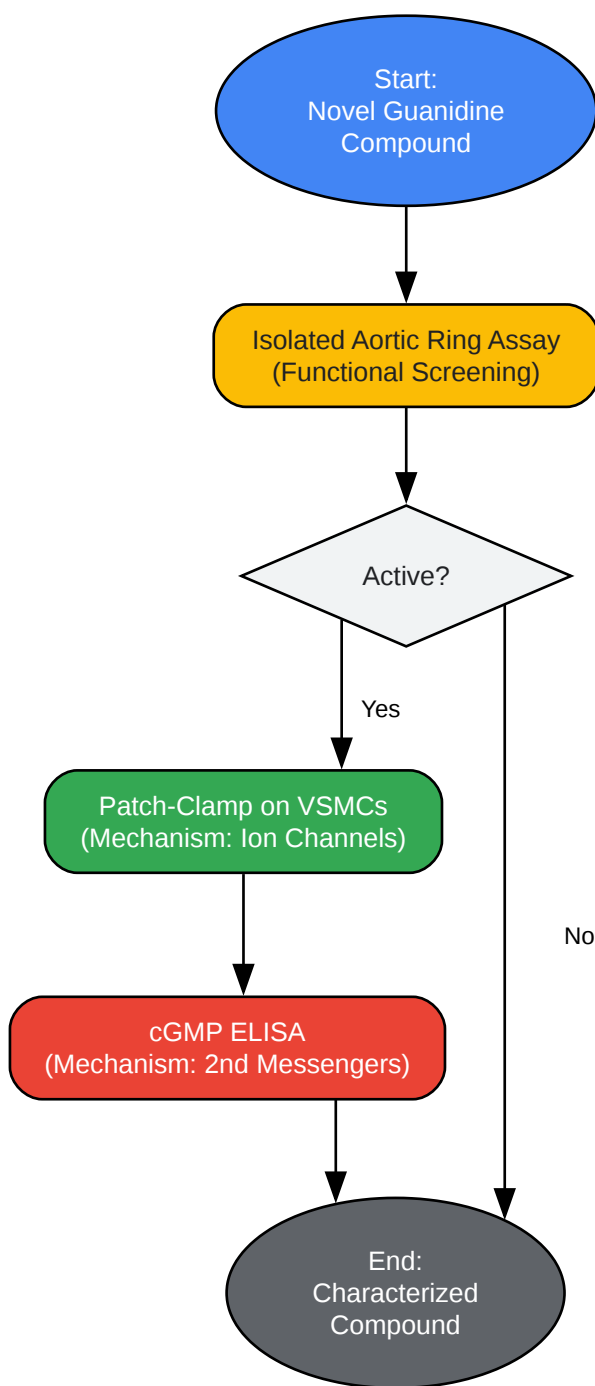 Start:
Novel Guanidine
Compound
Isolated Aortic Ring Assay
(Functional Screening)
Active?
Yes
Patch-Clamp on VSMCs
(Mechanism: Ion Channels)
No
cGMP ELISA
(Mechanism: 2nd Messengers)
End:
Characterized
Compound